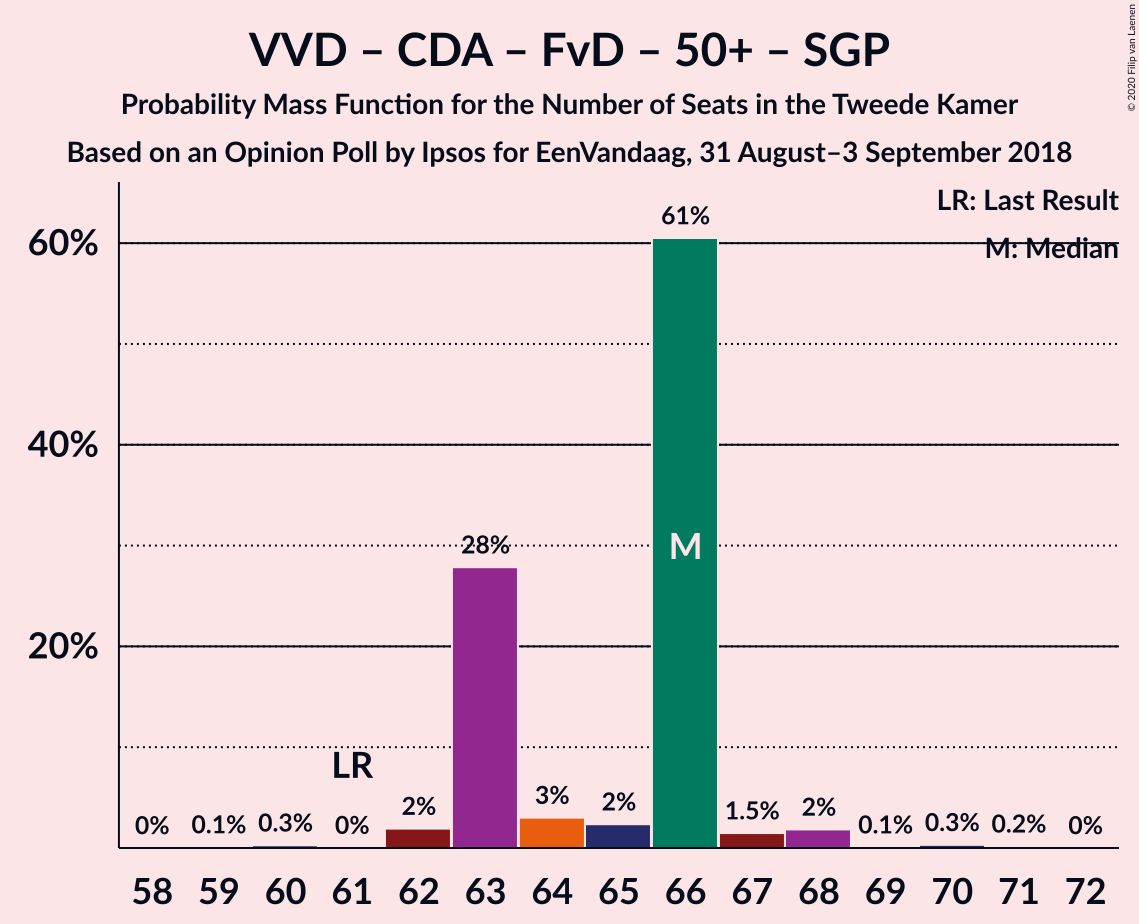 VVD – CDA – FvD – 50+ – SGP
Probability Mass Function for the Number of Seats in the Tweede Kamer
Based on an Opinion Poll by Ipsos for EenVandaag, 31 August–3 September 2018
© 2020 Filip van Laenen
LR: Last Result
M: Median
60%
40%
20%
61%
28%
M
LR
0% 0.1% 0.3% 0% 2% 3% 2% 1.5% 2% 0.1% 0.3% 0.2% 0%
58 59 60 61 62 63 64 65 66 67 68 69 70 71 72